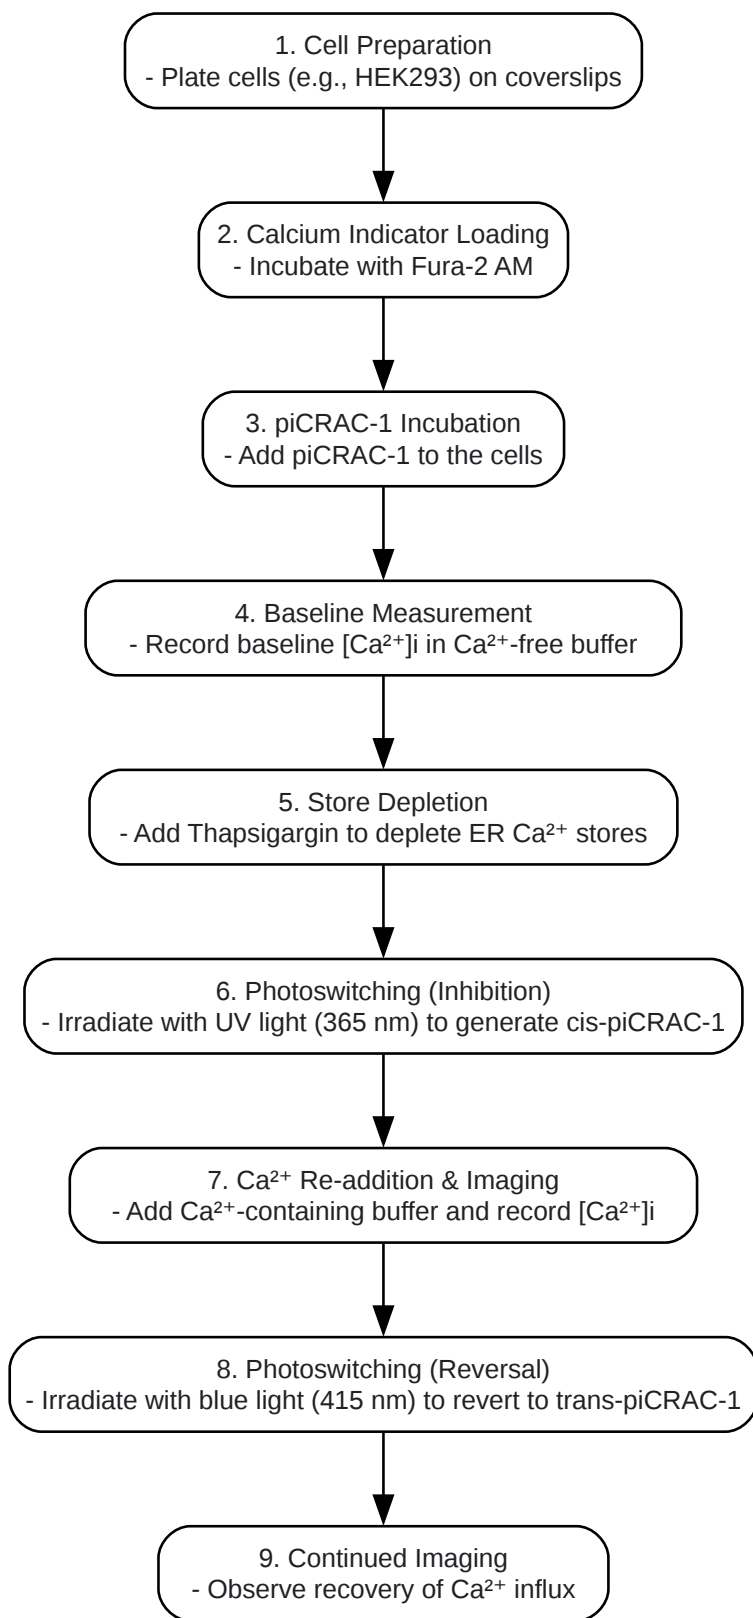 1. Cell Preparation
- Plate cells (e.g., HEK293) on coverslips
2. Calcium Indicator Loading
- Incubate with Fura-2 AM
3. piCRAC-1 Incubation
- Add piCRAC-1 to the cells
4. Baseline Measurement
- Record baseline [Ca²⁺]i in Ca²⁺-free buffer
5. Store Depletion
- Add Thapsigargin to deplete ER Ca²⁺ stores
6. Photoswitching (Inhibition)
- Irradiate with UV light (365 nm) to generate cis-piCRAC-1
7. Ca²⁺ Re-addition & Imaging
- Add Ca²⁺-containing buffer and record [Ca²⁺]i
8. Photoswitching (Reversal)
- Irradiate with blue light (415 nm) to revert to trans-piCRAC-1
9. Continued Imaging
- Observe recovery of Ca²⁺ influx